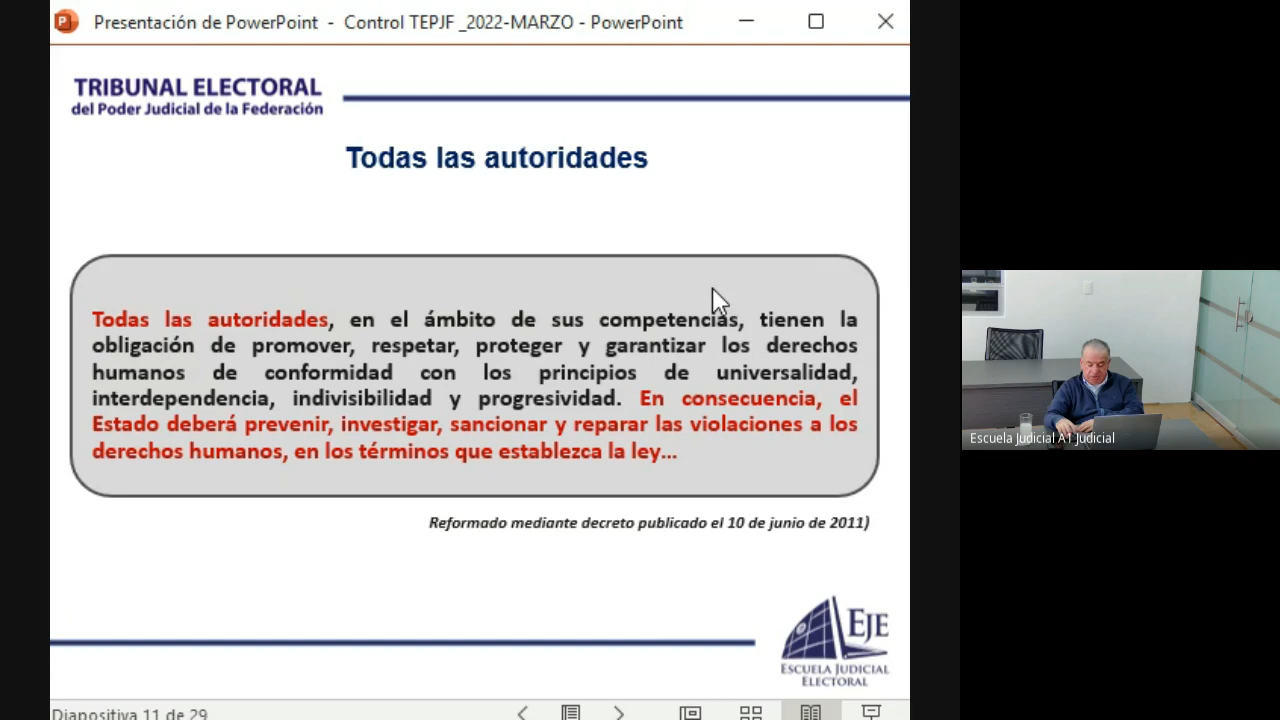 Presentación de PowerPoint - Control TEPJF _2022-MARZO - PowerPoint
TRIBUNAL ELECTORAL
del Poder Judicial de la Federación
Todas las autoridades
Todas las autoridades, en el ámbito de sus competencias, tienen la
obligación de promover, respetar, proteger y garantizar los derechos
humanos de conformidad con los principios de universalidad,
interdependencia, indivisibilidad y progresividad. En consecuencia, el
Estado deberá prevenir, investigar, sancionar y reparar las violaciones a los
derechos humanos, en los términos que establezca la ley...
Reformado mediante decreto publicado el 10 de junio de 2011)
EJE
ESCUELA JUDICIAL
ELECTORAL
Diapositiva 11 de 29
Escuela Judicial A1 Judicial